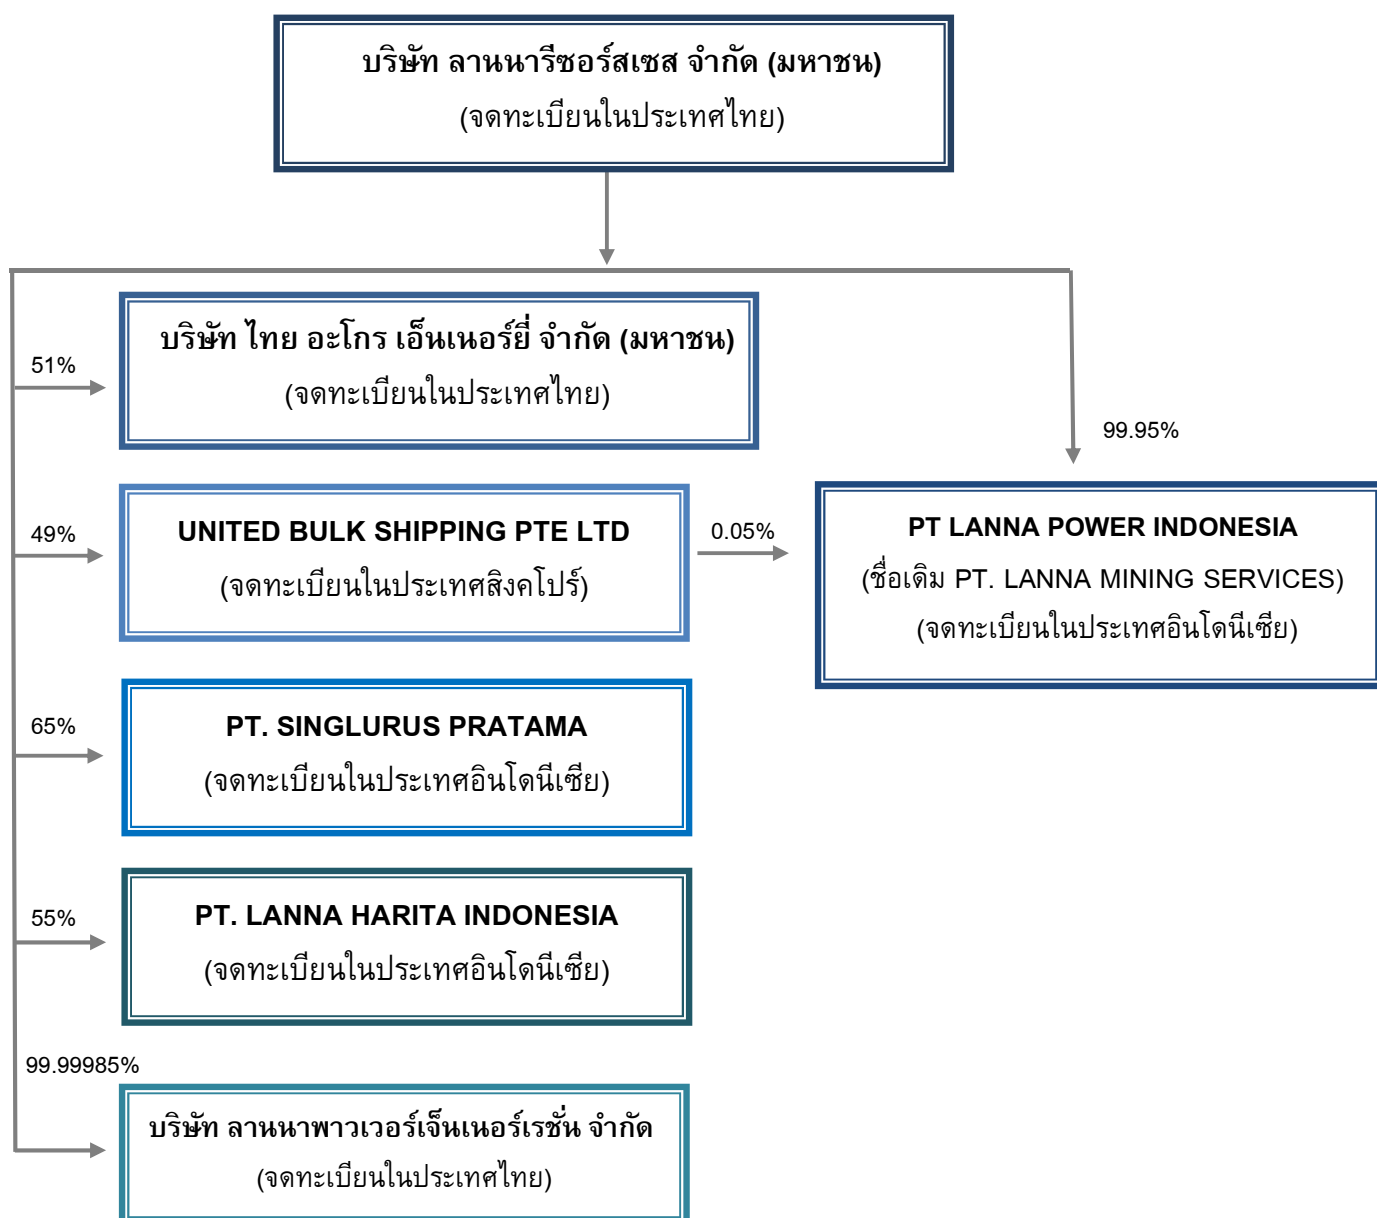 บริษัท ลานนารีซอร์สเซส จำกัด (มหาชน)
(จดทะเบียนในประเทศไทย)
51%
บริษัท ไทย อะโกร เอ็นเนอร์ยี่ จำกัด (มหาชน)
(จดทะเบียนในประเทศไทย)
99.95%
49%
UNITED BULK SHIPPING PTE LTD
(จดทะเบียนในประเทศสิงคโปร์)
0.05%
PT LANNA POWER INDONESIA
(ชื่อเดิม PT. LANNA MINING SERVICES)
(จดทะเบียนในประเทศอินโดนีเซีย)
65%
PT. SINGLURUS PRATAMA
(จดทะเบียนในประเทศอินโดนีเซีย)
55%
PT. LANNA HARITA INDONESIA
(จดทะเบียนในประเทศอินโดนีเซีย)
99.99985%
บริษัท ลานนาพาวเวอร์เจ็นเนอร์เรชั่น จำกัด
(จดทะเบียนในประเทศไทย)